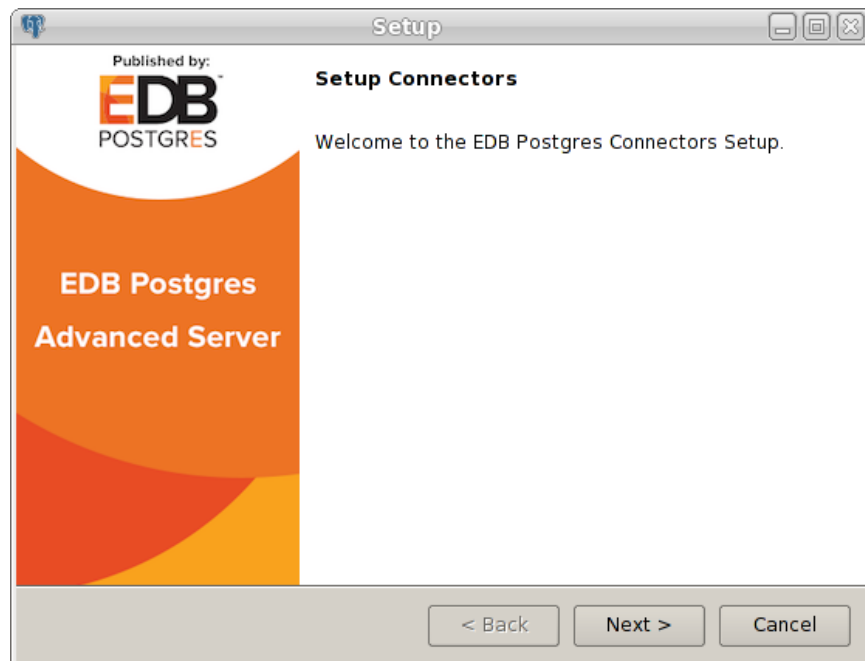 Setup
Published by:
EDB
POSTGRES
EDB Postgres
Advanced Server
Setup Connectors
Welcome to the EDB Postgres Connectors Setup.
< Back
Next >
Cancel